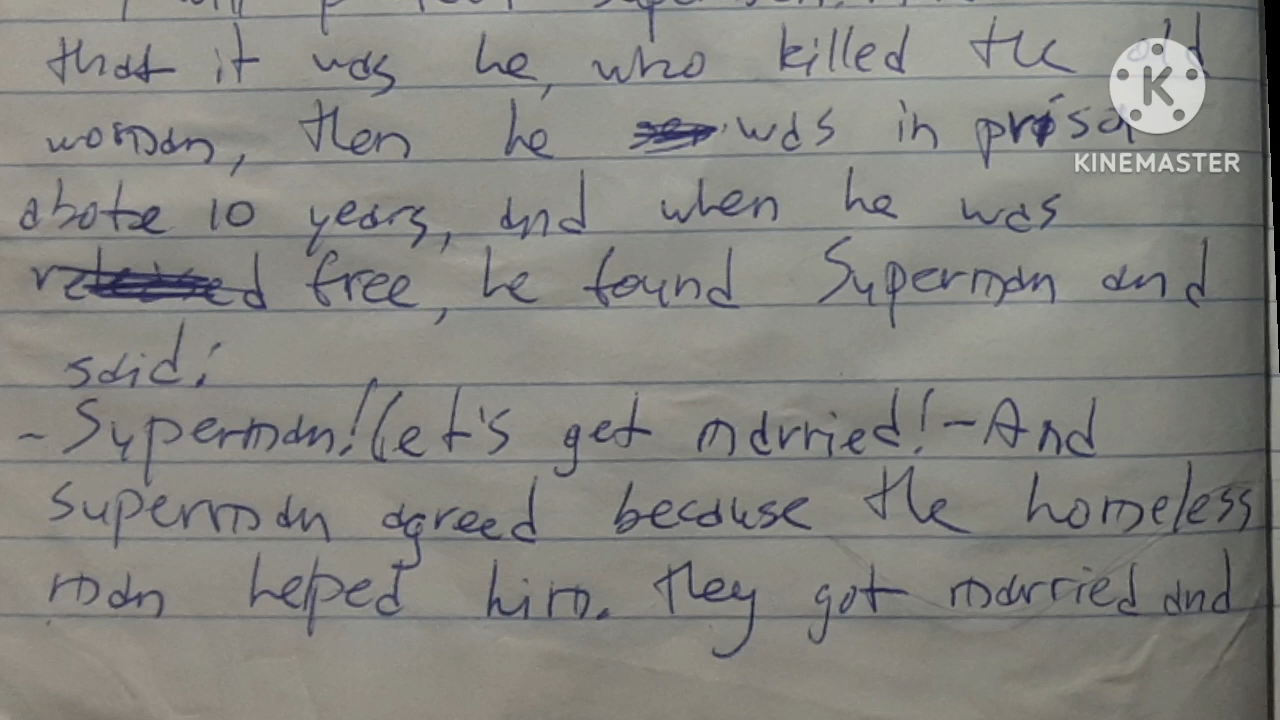 that it was he, who killed the old
woman, then he was in prison
abote 10 years, and when he was
free, he found Superman and
said:
- Superman! Let's get married! - And
superman agreed because the homeless
man helped him. They got married and
K
KINEMASTER